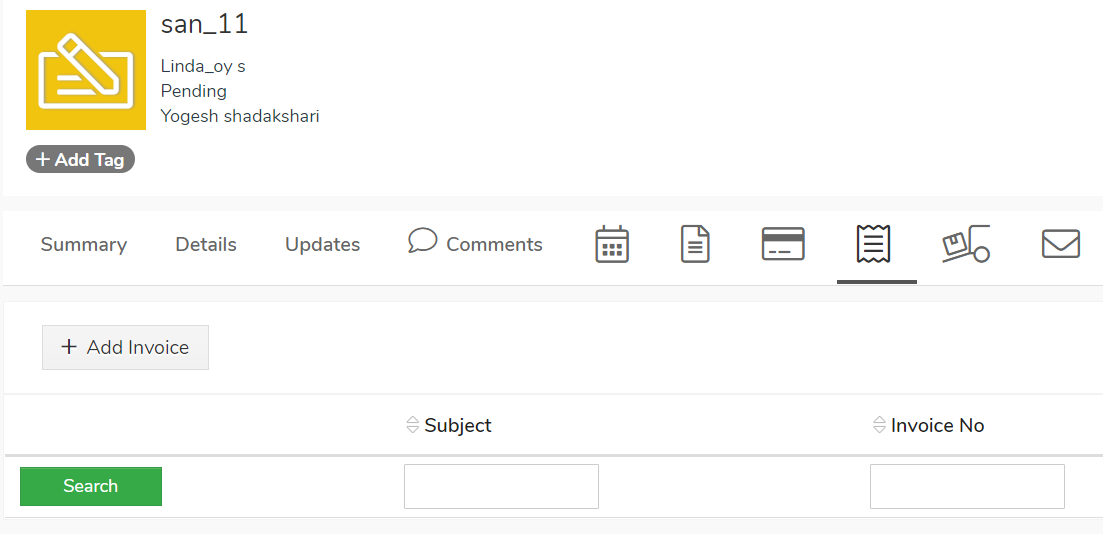 san_11
Linda_oy s
Pending
Yogesh shadakshari
+ Add Tag
Summary Details Updates Comments
+ Add Invoice
Subject Invoice No
Search